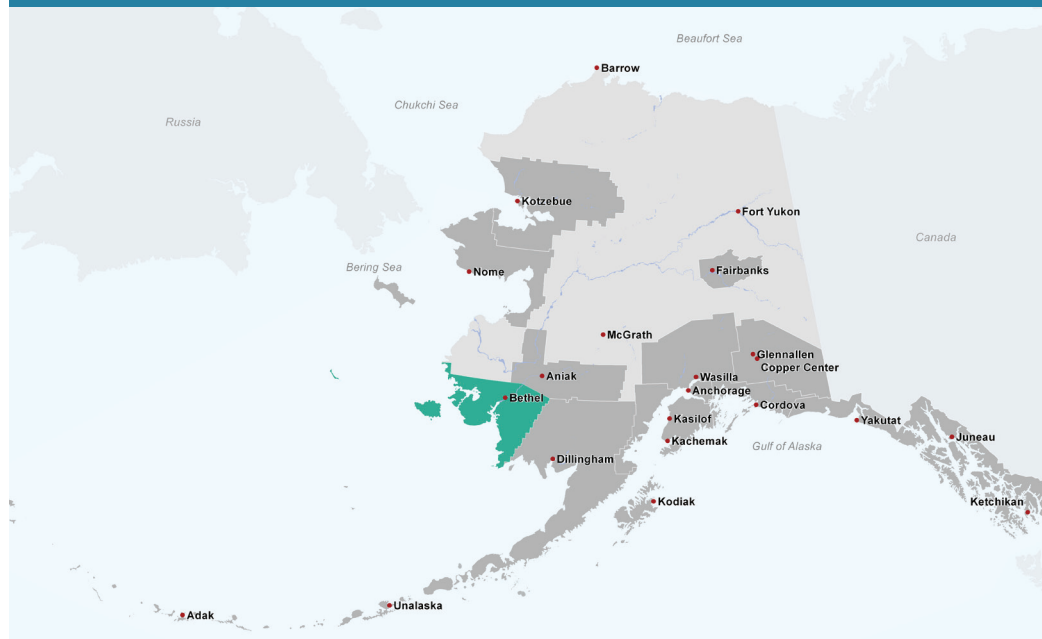 Beaufort Sea
Barrow
Chukchi Sea
Russia
Kotzebue
Fort Yukon
Canada
Bering Sea
Nome
Fairbanks
McGrath
Glennallen
Copper Center
Aniak
Wasilla
Anchorage
Bethel
Cordova
Kasilof
Yakutat
Kachemak
Gulf of Alaska
Juneau
Dillingham
Kodiak
Ketchikan
Unalaska
Adak